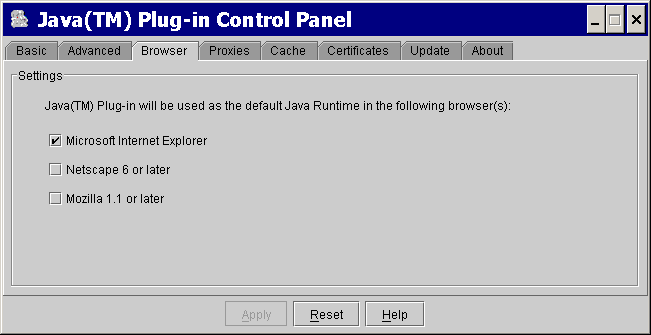 Java(TM) Plug-in Control Panel
Basic Advanced Browser Proxies Cache Certificates Update About
Settings
Java(TM) Plug-in will be used as the default Java Runtime in the following browser(s):
Microsoft Internet Explorer
Netscape 6 or later
Mozilla 1.1 or later
Apply Reset Help